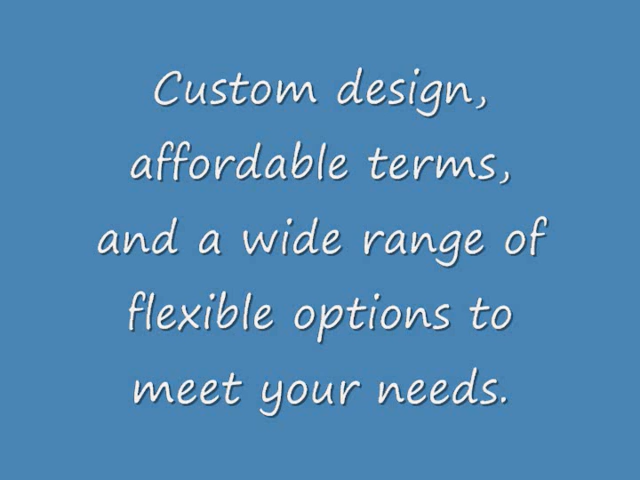 Custom design,
affordable terms,
and a wide range of
flexible options to
meet your needs.